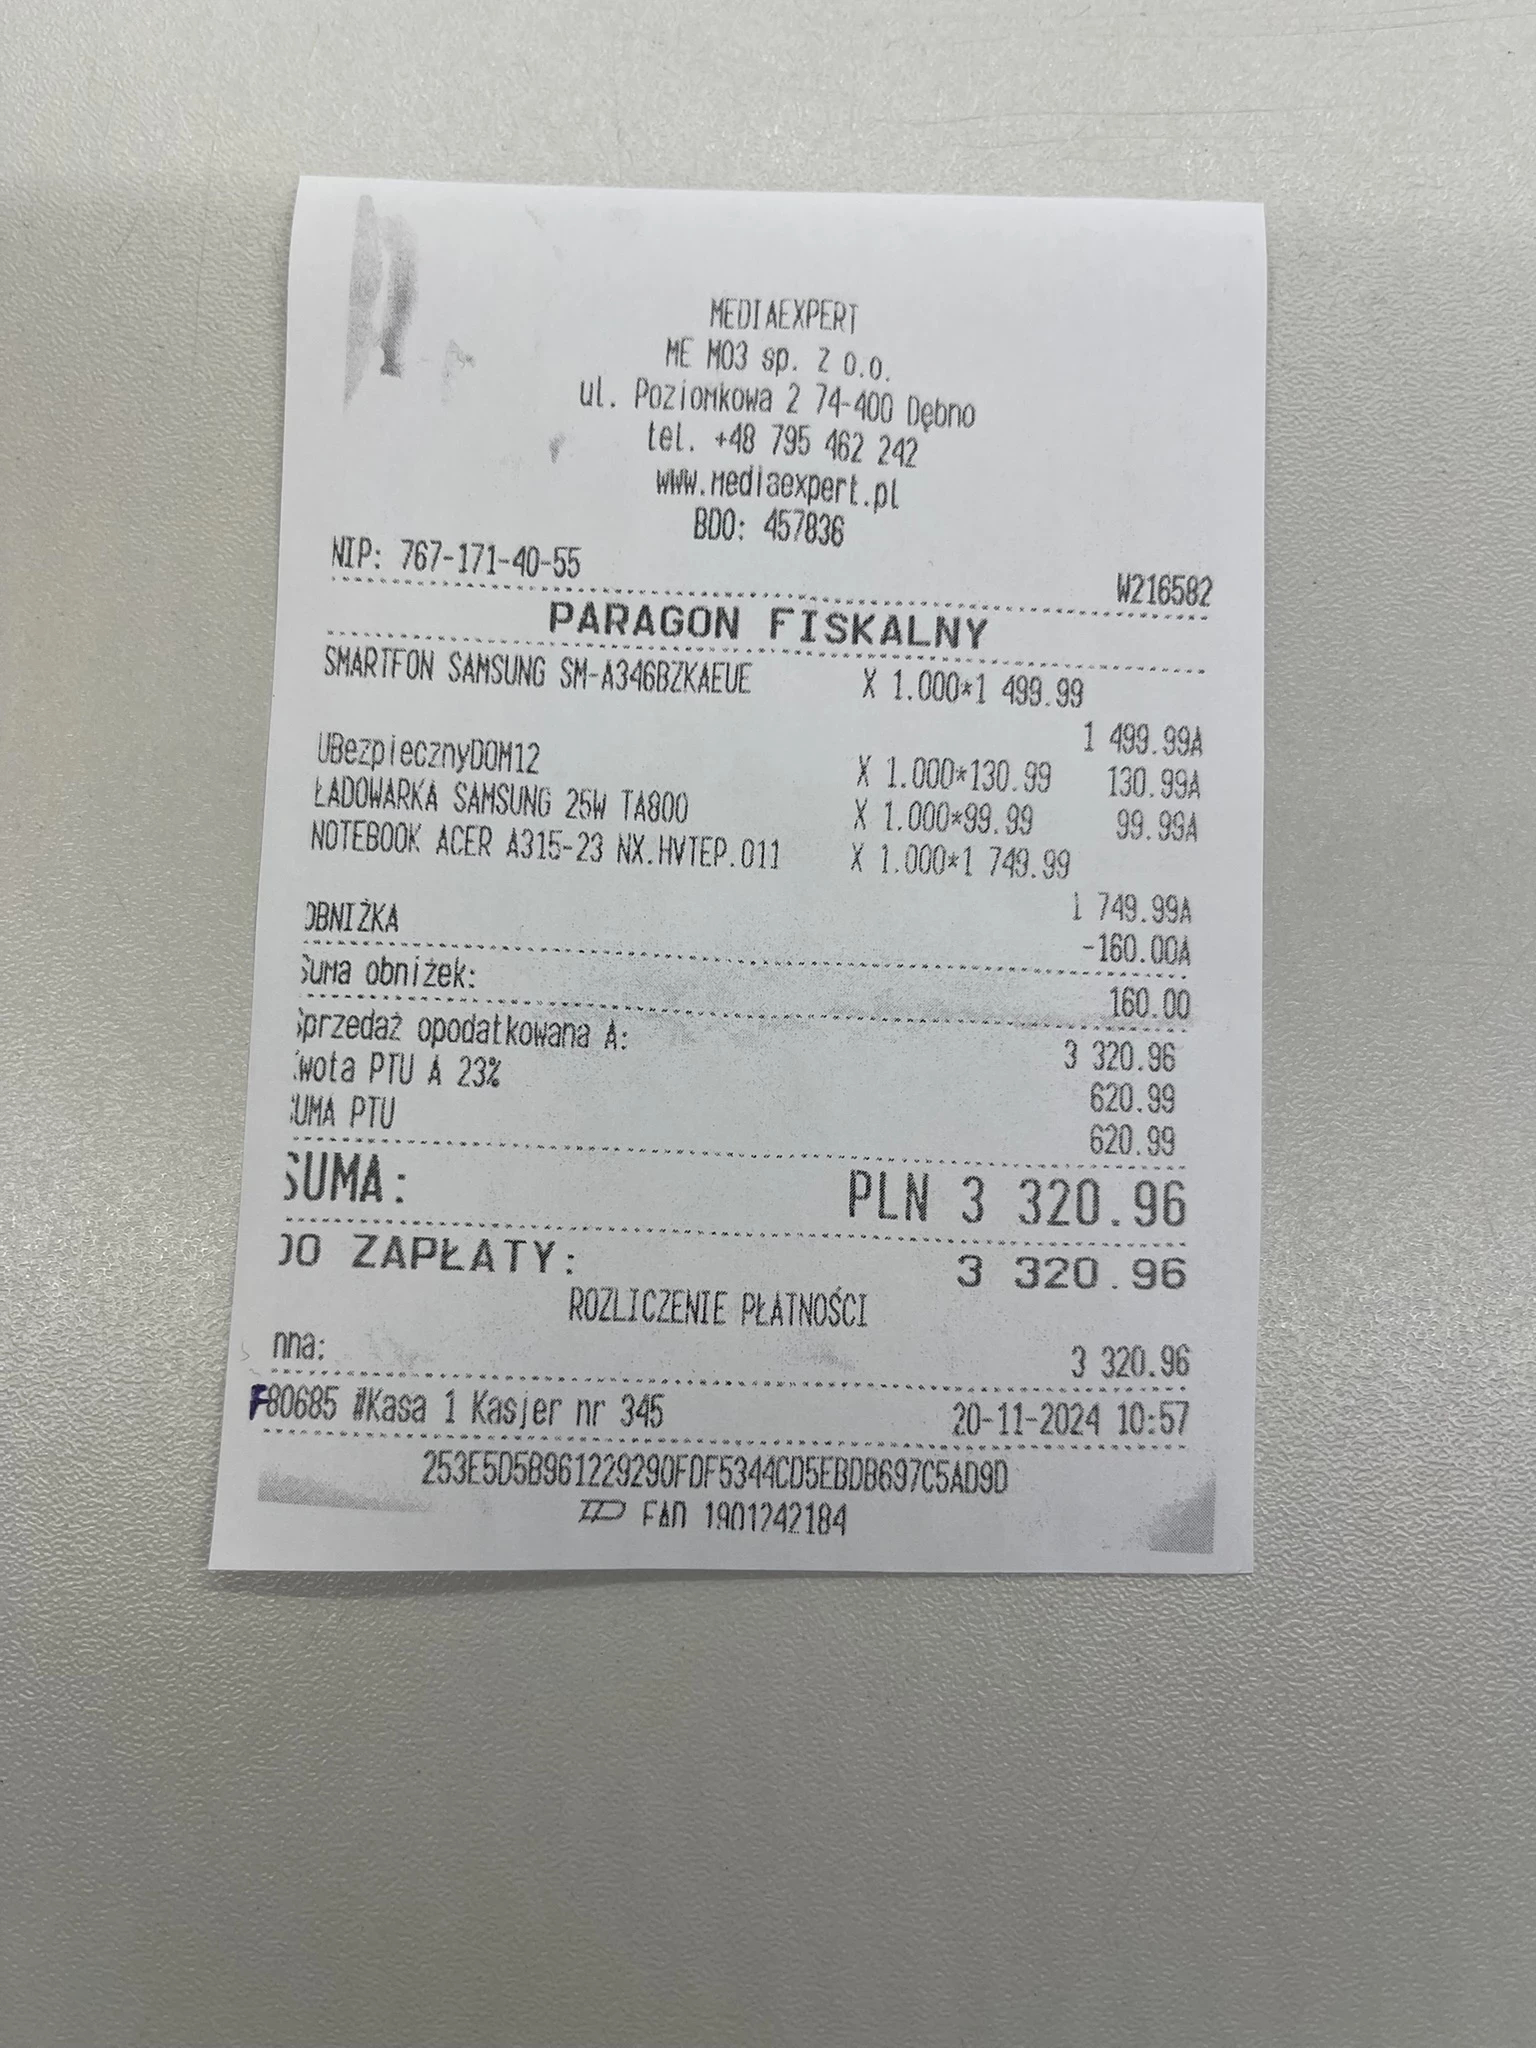 MEDIAEXPERT
ME M03 sp. z o.o.
ul. Poziomkowa 2 74-400 Dębno
tel. +48 795 462 242
www.mediaexpert.pl
BDO: 457836
NIP: 767-171-40-55 W216582
PARAGON FISKALNY
SMARTFON SAMSUNG SM-A346BZKAEUE X 1.000*1 499.99
1 499.99A
UBezpiecznyDOM12 X 1.000*130.99 130.99A
ŁADOWARKA SAMSUNG 25W TA800 X 1.000*99.99 99.99A
NOTEBOOK ACER A315-23 NX.HVTEP.011 X 1.000*1 749.99
1 749.99A
OBNIŻKA -160.00A
Suma obniżek: 160.00
Sprzedaż opodatkowana A: 3 320.96
Kwota PTU A 23% 620.99
SUMA PTU 620.99
SUMA: PLN 3 320.96
DO ZAPŁATY: 3 320.96
ROZLICZENIE PŁATNOŚCI
nna: 3 320.96
F80685 #Kasa 1 Kasjer nr 345 20-11-2024 10:57
253E5D5B961229290FDF5344CD5EBDB697C5AD9D
EAD 1901242184